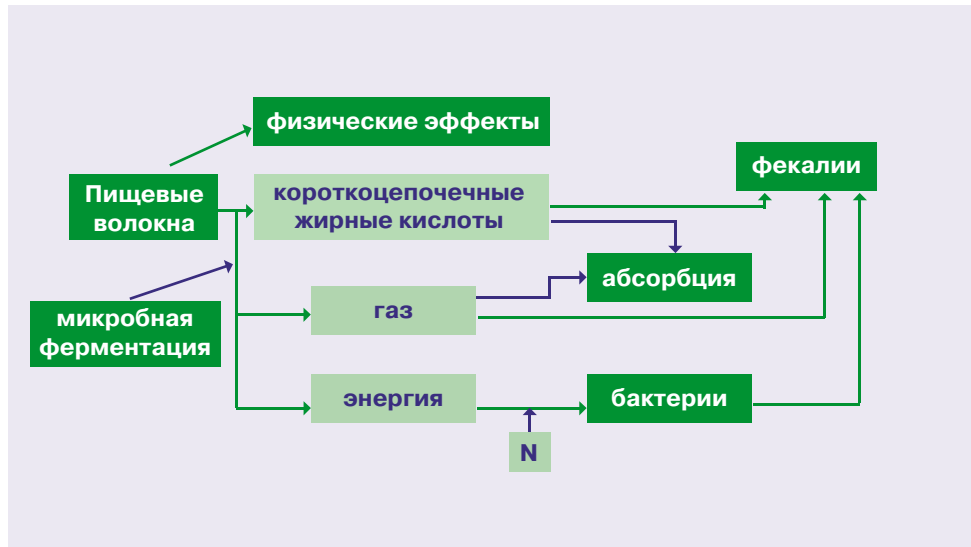 физические эффекты
фекалии
Пищевые
волокна
короткоцепочечные
жирные кислоты
абсорбция
газ
микробная
ферментация
энергия
бактерии
N